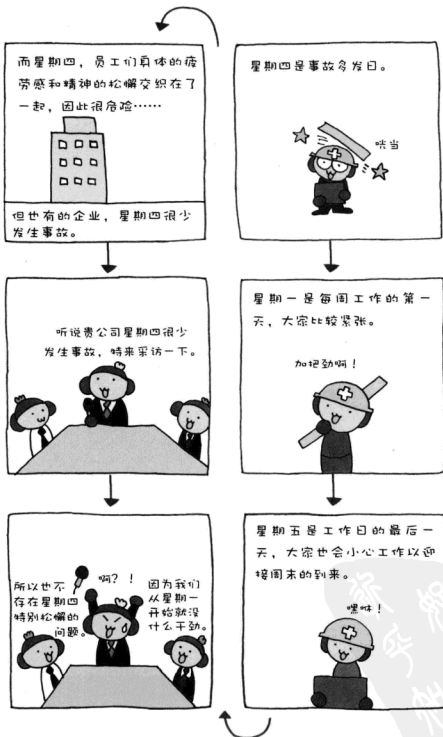 星期四是事故多发日。
咣当
星期一是每周工作的第一
天，大家比较紧张。
加把劲啊！
星期五是工作日的最后一
天，大家也会小心工作以迎
接周末的到来。
嘿咻！
而星期四，员工们身体的疲
劳感和精神的松懈交织在了
一起，因此很危险……
但也有的企业，星期四很少
发生事故。
听说贵公司星期四很少
发生事故，特来采访一下。
因为我们
从星期一
开始就没
什么干劲。
所以也不
存在星期四
特别松懈的
问题。
啊？！